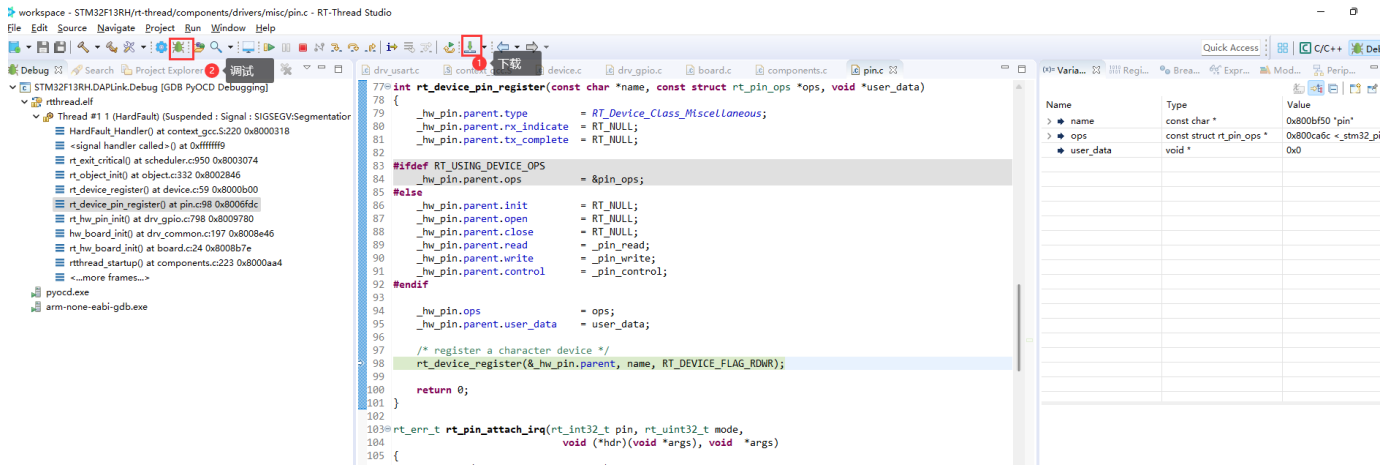 workspace - STM32F13RH/rt-thread/components/drivers/misc/pin.c - RT-Thread Studio
File Edit Source Navigate Project Run Window Help
Quick Access C/C++ Del
1 下载
2 调试
Debug Search Project Explorer
STM32F13RH.DAPLink.Debug [GDB PyOCD Debugging]
rtthread.elf
Thread #1 1 (HardFault) (Suspended : Signal : SIGSEGV:Segmentation
HardFault_Handler() at context_gcc.S:220 0x8000318
<signal handler called>() at 0xfffffff9
rt_exit_critical() at scheduler.c:950 0x8003074
rt_object_init() at object.c:332 0x8002846
rt_device_register() at device.c:59 0x8000b00
rt_device_pin_register() at pin.c:98 0x8006fdc
rt_hw_pin_init() at drv_gpio.c:798 0x8009780
hw_board_init() at drv_common.c:197 0x8008e46
rt_hw_board_init() at board.c:24 0x8008b7e
rtthread_startup() at components.c:223 0x8000aa4
<...more frames...>
pyocd.exe
arm-none-eabi-gdb.exe
drv_usart.c device.c drv_gpio.c board.c components.c pin.c
77 int rt_device_pin_register(const char *name, const struct rt_pin_ops *ops, void *user_data)
78 {
79 _hw_pin.parent.type = RT_Device_Class_Miscellaneous;
80 _hw_pin.parent.rx_indicate = RT_NULL;
81 _hw_pin.parent.tx_complete = RT_NULL;
82
83 #ifdef RT_USING_DEVICE_OPS
84 _hw_pin.parent.ops = &pin_ops;
85 #else
86 _hw_pin.parent.init = RT_NULL;
87 _hw_pin.parent.open = RT_NULL;
88 _hw_pin.parent.close = RT_NULL;
89 _hw_pin.parent.read = _pin_read;
90 _hw_pin.parent.write = _pin_write;
91 _hw_pin.parent.control = _pin_control;
92 #endif
93
94 _hw_pin.ops = ops;
95 _hw_pin.parent.user_data = user_data;
96
97 /* register a character device */
98 rt_device_register(&_hw_pin.parent, name, RT_DEVICE_FLAG_RDWR);
99
100 return 0;
101 }
102
103 rt_err_t rt_pin_attach_irq(rt_int32_t pin, rt_uint32_t mode,
104 void (*hdr)(void *args), void *args)
105 {
(x)= Varia... Regi... Brea... Expr... Mod... Perip...
Name Type Value
name const char * 0x800bf50 "pin"
ops const struct rt_pin_ops * 0x800ca6c <_stm32_pi
user_data void * 0x0